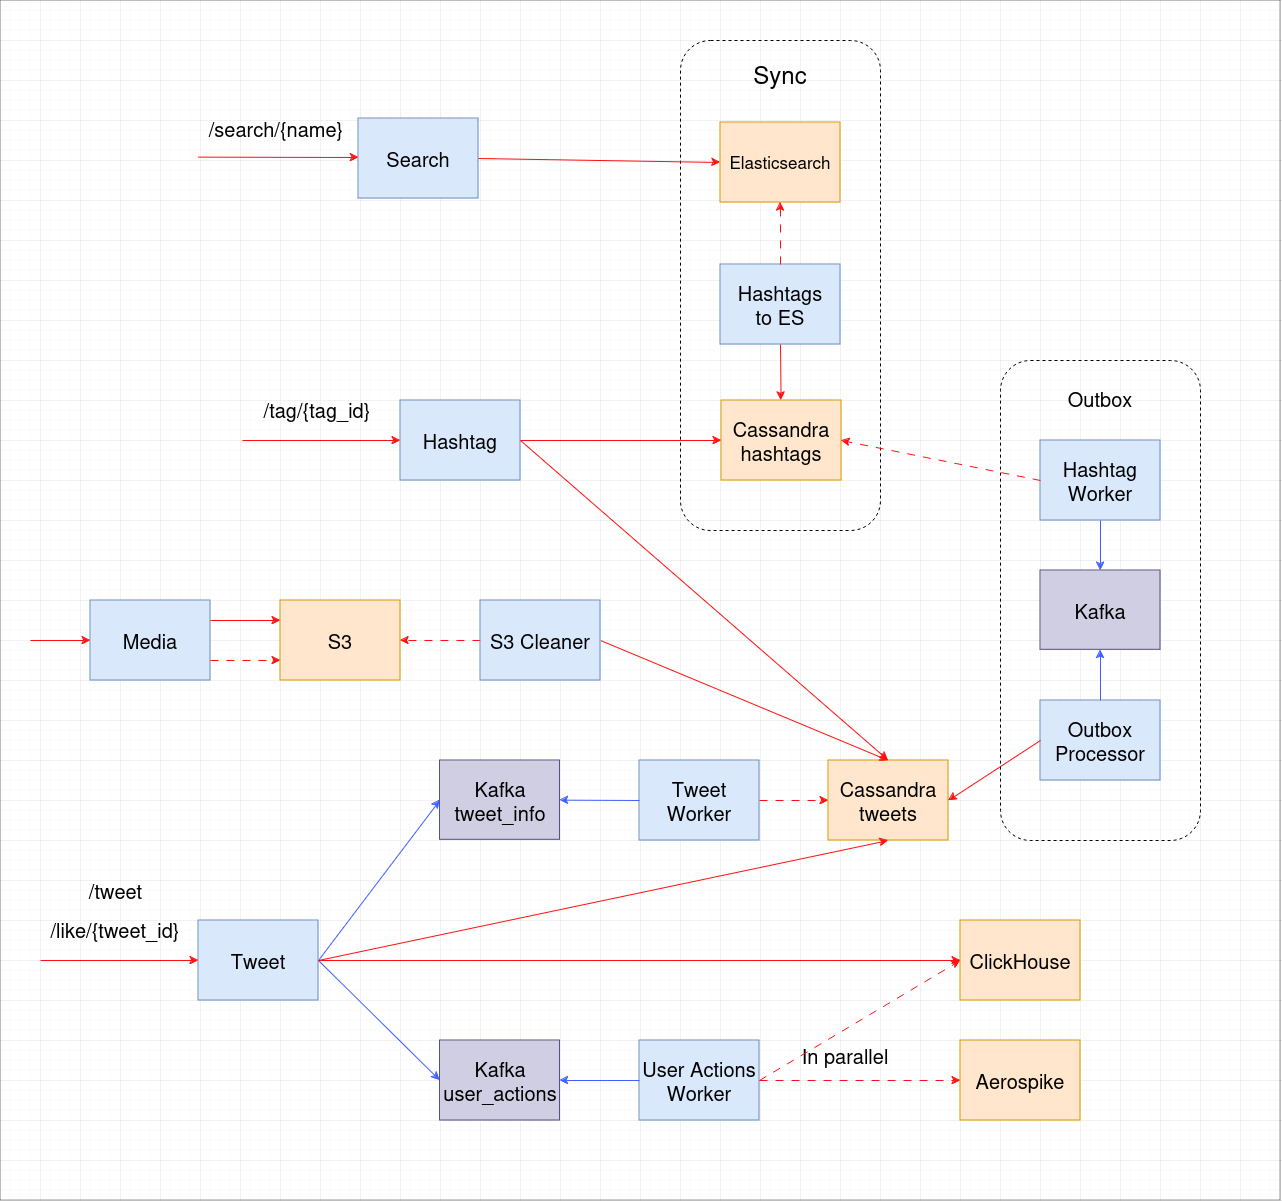 Sync
/search/{name}
Search
Elasticsearch
Hashtags
to ES
/tag/{tag_id}
Hashtag
Cassandra
hashtags
Outbox
Hashtag
Worker
Kafka
Outbox
Processor
Media
S3
S3 Cleaner
Kafka
tweet_info
Tweet
Worker
Cassandra
tweets
/tweet
/like/{tweet_id}
Tweet
ClickHouse
Kafka
user_actions
User Actions
Worker
In parallel
Aerospike